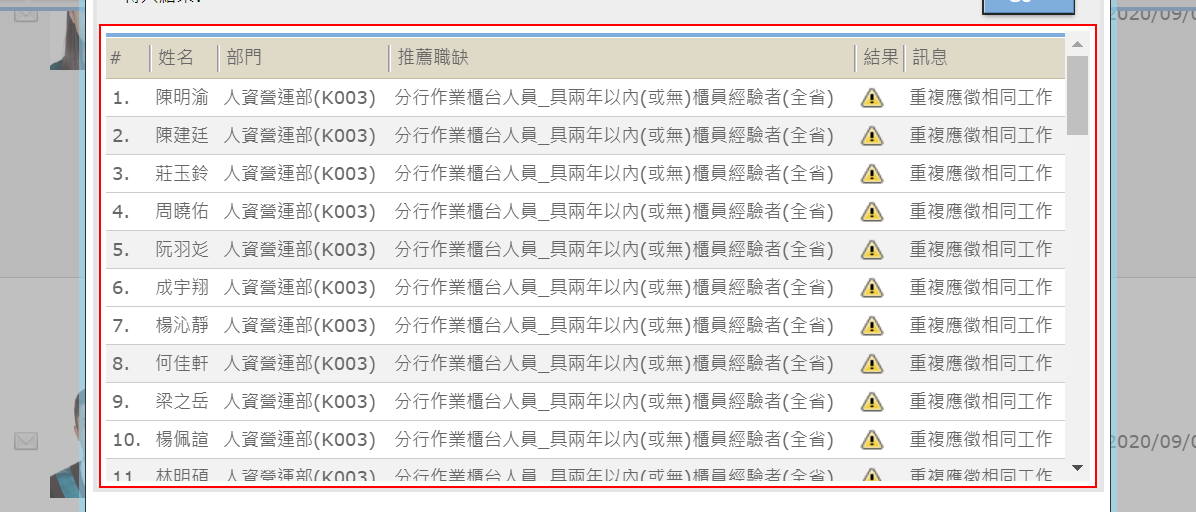 # 姓名 部門 推薦職缺 結果 訊息
1. 陳明渝 人資營運部(K003) 分行作業櫃台人員_具兩年以內(或無)櫃員經驗者(全省) 重複應徵相同工作
2. 陳建廷 人資營運部(K003) 分行作業櫃台人員_具兩年以內(或無)櫃員經驗者(全省) 重複應徵相同工作
3. 莊玉鈴 人資營運部(K003) 分行作業櫃台人員_具兩年以內(或無)櫃員經驗者(全省) 重複應徵相同工作
4. 周曉佑 人資營運部(K003) 分行作業櫃台人員_具兩年以內(或無)櫃員經驗者(全省) 重複應徵相同工作
5. 阮羽彣 人資營運部(K003) 分行作業櫃台人員_具兩年以內(或無)櫃員經驗者(全省) 重複應徵相同工作
6. 成宇翔 人資營運部(K003) 分行作業櫃台人員_具兩年以內(或無)櫃員經驗者(全省) 重複應徵相同工作
7. 楊沁靜 人資營運部(K003) 分行作業櫃台人員_具兩年以內(或無)櫃員經驗者(全省) 重複應徵相同工作
8. 何佳軒 人資營運部(K003) 分行作業櫃台人員_具兩年以內(或無)櫃員經驗者(全省) 重複應徵相同工作
9. 梁之岳 人資營運部(K003) 分行作業櫃台人員_具兩年以內(或無)櫃員經驗者(全省) 重複應徵相同工作
10. 楊佩諠 人資營運部(K003) 分行作業櫃台人員_具兩年以內(或無)櫃員經驗者(全省) 重複應徵相同工作
2020/09/0
11. 林明碩 人資營運部(K003) 分行作業櫃台人員_具兩年以內(或無)櫃員經驗者(全省) 重複應徵相同工作